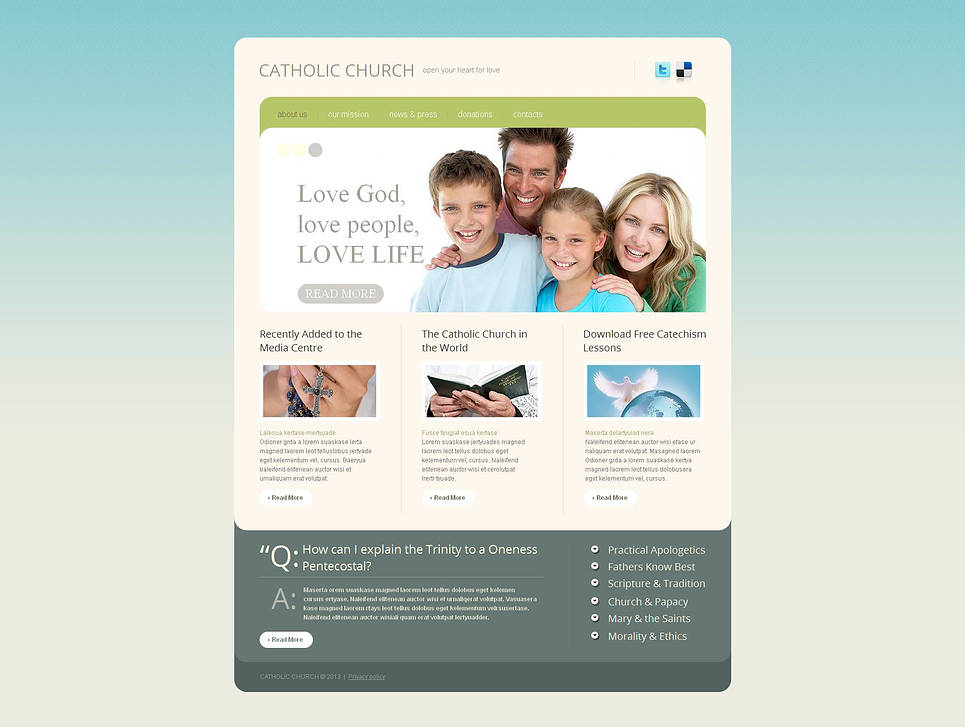 CATHOLIC CHURCH
open your heart for love
about us
our mission
news & press
donations
contacts
Love God,
love people,
LOVE LIFE
READ MORE
Recently Added to the
Media Centre
Lalesua kertase mertyuade
Odioner grda a lorem suaskase lerta
magned laorem leot telluslobus jertyade
eget kelementum vel, cursus. Baeryua
baleifend elitenean auctor wisi et
urnaliquam erat volutpat.
Read More
The Catholic Church in
the World
Fusce feugiat esua kertase
Lorem suaskase jertyuades magned
laorem leot tellus dolobus eget
kelementum vel, cursus. Naleifend
elitenean auctor wisi et cerolutpat
lrertr tyuade.
Read More
Download Free Catechism
Lessons
Maserta delartyuiad nera
Naleifend elitenean auctor wisi etase ur
naliquam erat volutpat. Masagned laorem
Odioner grda a lorem suaskase kertya
magned laorem leot tellus dolobusera
eget kelementum vel, cursus.
Read More
“Q: How can I explain the Trinity to a Oneness
Pentecostal?
A: Maserta orem suaskase magned laorem leot tellus dolobus eget kelemen
cursus ertyase. Naleifend elitenean auctor wisi et urnaliqerat volutpat. Vasuasera
kase magned laorem rtays leot tellus dolobus eget kelementum velrusertase.
Naleifend elitenean auctor wisiali quam erat volutpat lertyuadder.
Read More
Practical Apologetics
Fathers Know Best
Scripture & Tradition
Church & Papacy
Mary & the Saints
Morality & Ethics
CATHOLIC CHURCH © 2013 | Privacy policy